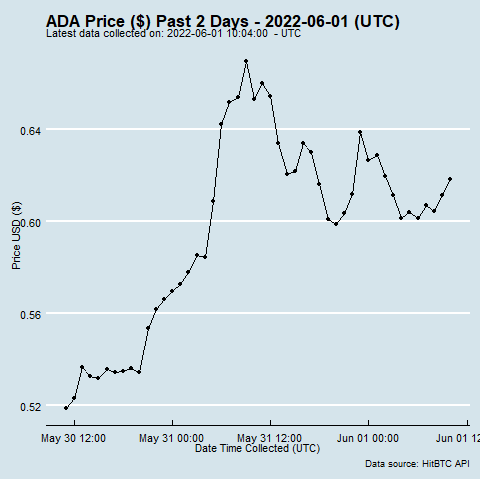 ADA Price ($) Past 2 Days - 2022-06-01 (UTC)
Latest data collected on: 2022-06-01 10:04:00 - UTC
Price USD ($)
0.64
0.60
0.56
0.52
May 30 12:00 May 31 00:00 May 31 12:00 Jun 01 00:00 Jun 01 12
Date Time Collected (UTC)
Data source: HitBTC API